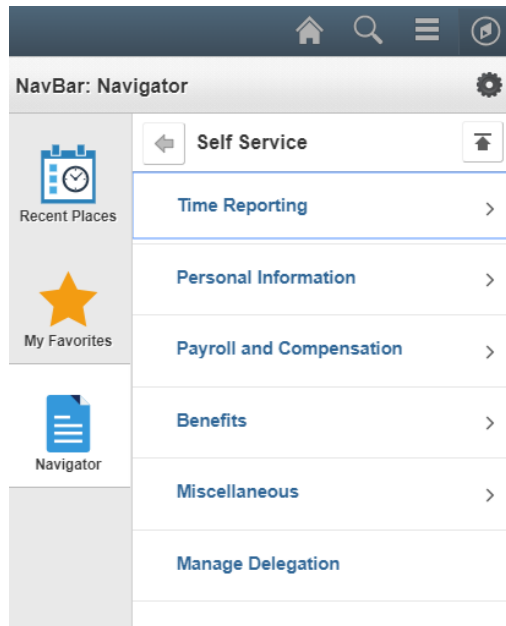 NavBar: Navigator
Recent Places
My Favorites
Navigator
Self Service
Time Reporting
Personal Information
Payroll and Compensation
Benefits
Miscellaneous
Manage Delegation